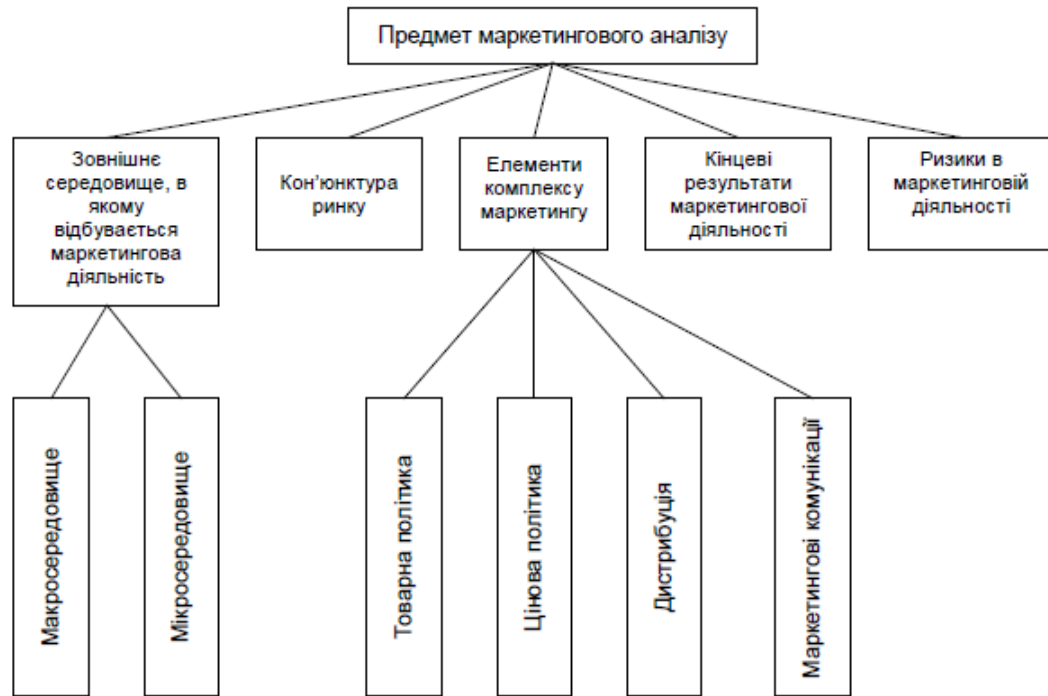 Предмет маркетингового аналізу
Зовнішнє
середовище, в
якому
відбувається
маркетингова
діяльність
Кон’юнктура
ринку
Елементи
комплексу
маркетингу
Кінцеві
результати
маркетингової
діяльності
Ризики в
маркетинговій
діяльності
Макросередовище
Мікросередовище
Товарна політика
Цінова політика
Дистрибуція
Маркетингові комунікації